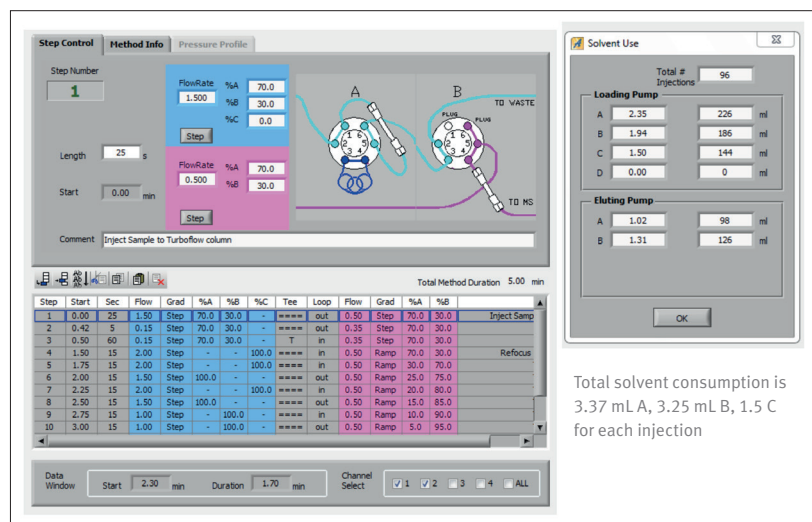 Step Control Method Info Pressure Profile
Step Number
1
FlowRate %A 70.0
1.500 %B 30.0
%C 0.0
Step
Length 25 s
FlowRate %A 70.0
0.500 %B 30.0
Start 0.00 min
Step
A B
TO WASTE
PLUG PLUG
1 6 1 6
2 5 2 5
3 4 3 4
TO MS
Comment Inject Sample to Turboflow column
Total Method Duration 5.00 min
Step Start Sec Flow Grad %A %B %C Tee Loop Flow Grad %A %B
1 0.00 25 1.50 Step 70.0 30.0 - ==== out 0.50 Step 70.0 30.0 Inject Samp
2 0.42 5 0.15 Step 70.0 30.0 - ==== out 0.35 Step 70.0 30.0
3 0.50 60 0.15 Step 70.0 30.0 - T in 0.35 Step 70.0 30.0
4 1.50 15 2.00 Step - - 100.0 ==== in 0.50 Ramp 70.0 30.0 Refocus
5 1.75 15 2.00 Step - - 100.0 ==== in 0.50 Ramp 30.0 70.0
6 2.00 15 1.50 Step 100.0 - - ==== out 0.50 Ramp 25.0 75.0
7 2.25 15 2.00 Step - - 100.0 ==== in 0.50 Ramp 20.0 80.0
8 2.50 15 1.50 Step 100.0 - - ==== out 0.50 Ramp 15.0 85.0
9 2.75 15 1.00 Step - 100.0 - ==== in 0.50 Ramp 10.0 90.0
10 3.00 15 1.00 Step - 100.0 - ==== out 0.50 Ramp 5.0 95.0
Data Window Start 2.30 min Duration 1.70 min Channel Select 1 2 3 4 ALL
Solvent Use
Total # Injections 96
Loading Pump
A 2.35 226 ml
B 1.94 186 ml
C 1.50 144 ml
D 0.00 0 ml
Eluting Pump
A 1.02 98 ml
B 1.31 126 ml
OK
Total solvent consumption is
3.37 mL A, 3.25 mL B, 1.5 C
for each injection